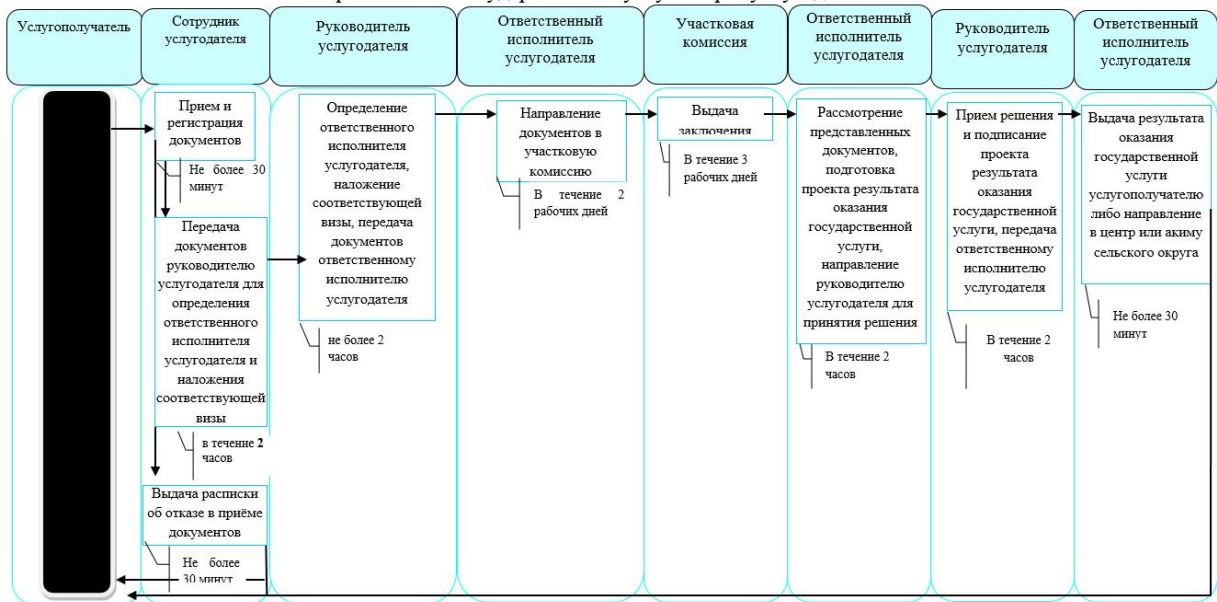 Услугополучатель
Сотрудник
услугодателя
Руководитель
услугодателя
Ответственный
исполнитель
услугодателя
Участковая
комиссия
Ответственный
исполнитель
услугодателя
Руководитель
услугодателя
Ответственный
исполнитель
услугодателя
Прием и
регистрация
документов
Не более 30
минут
Передача
документов
руководителю
услугодателя для
определения
ответственного
исполнителя
услугодателя и
наложения
соответствующей
визы
в течение 2
часов
Выдача расписки
об отказе в приёме
документов
Не более
30 минут
Определение
ответственного
исполнителя
услугодателя,
наложение
соответствующей
визы, передача
документов
ответственному
исполнителю
услугодателя
не более 2
часов
Направление
документов в
участковую
комиссию
В течение 2
рабочих дней
Выдача
заключения
В течение 3
рабочих дней
Рассмотрение
представленных
документов,
подготовка
проекта результата
оказания
государственной
услуги,
направление
руководителю
услугодателя для
принятия решения
В течение 2
часов
Прием решения
и подписание
проекта
результата
оказания
государственной
услуги, передача
ответственному
исполнителю
услугодателя
В течение 2
часов
Выдача результата
оказания
государственной
услуги
услугополучателю
либо направление
в центр или акиму
сельского округа
Не более 30
минут